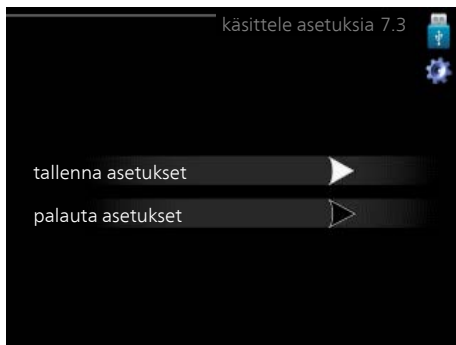 käsittele asetuksia 7.3
tallenna asetukset
palauta asetukset